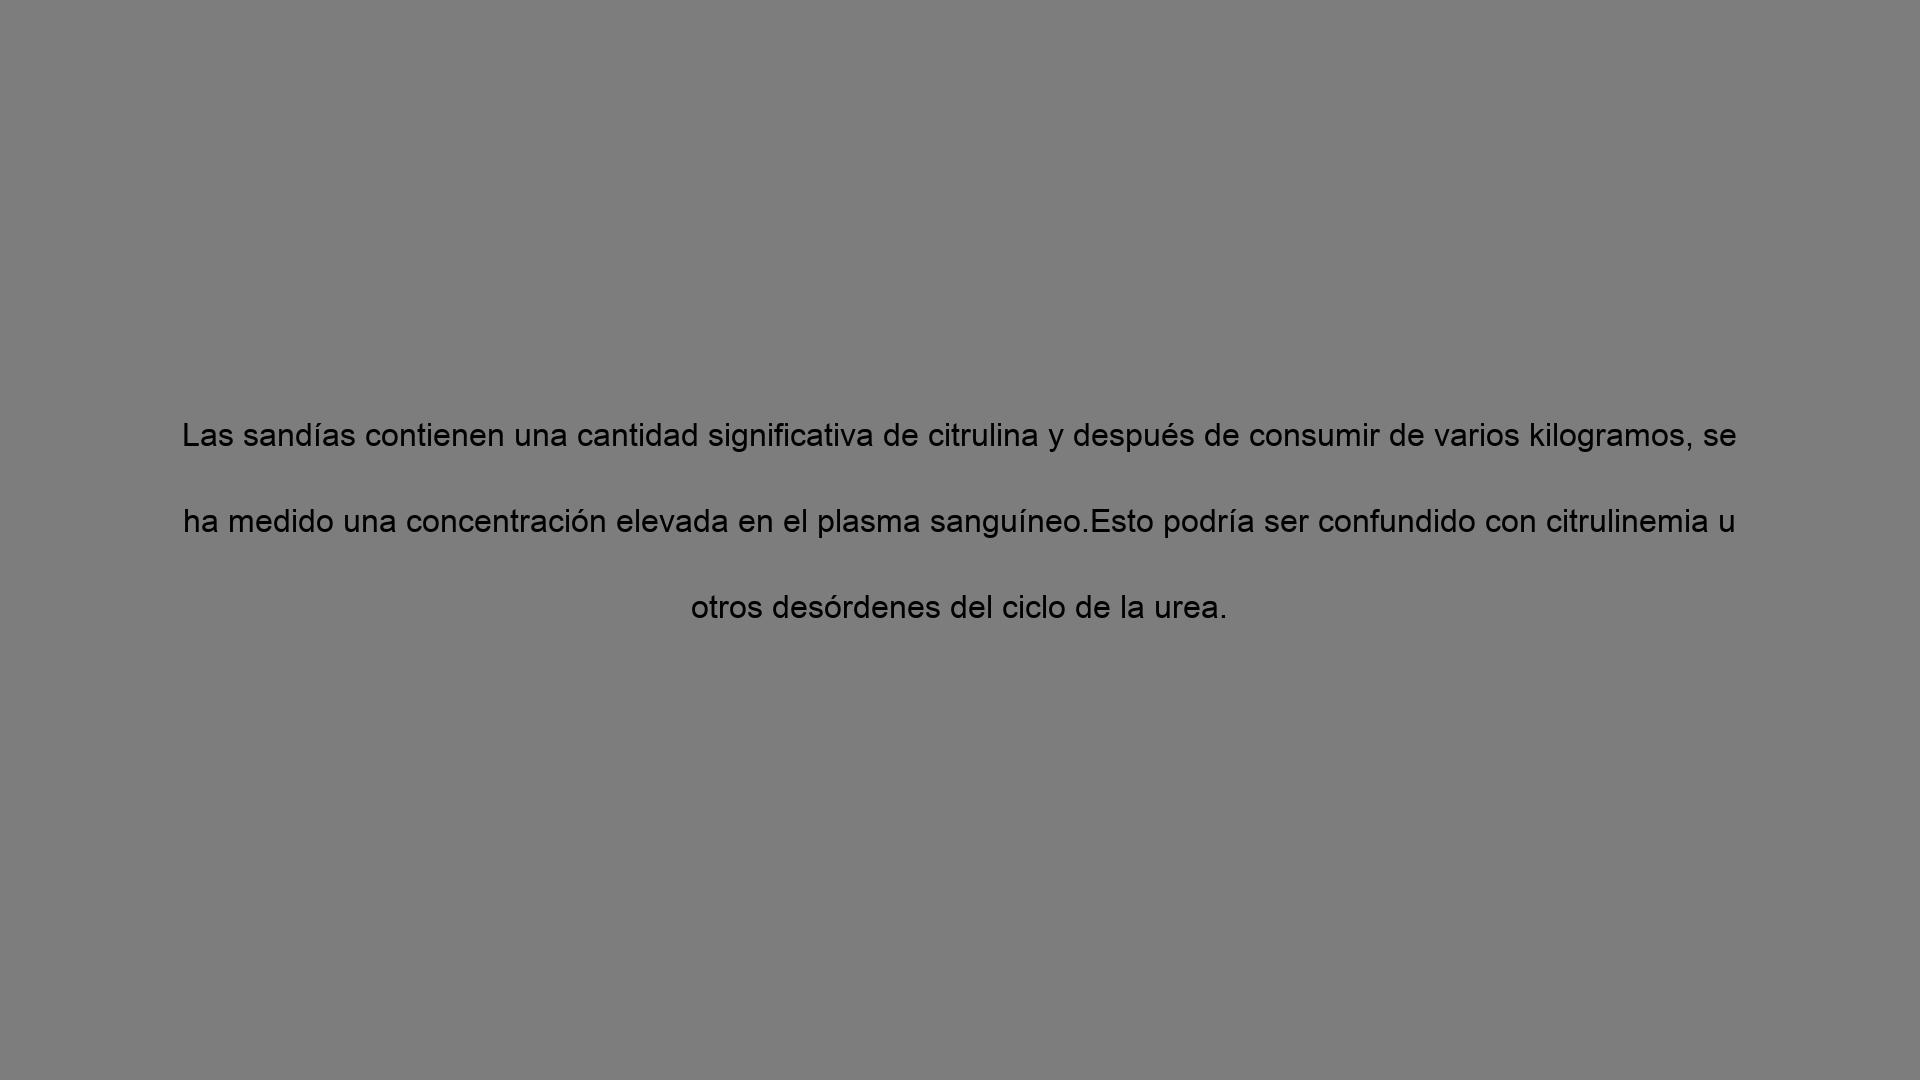 Las sandías contienen una cantidad significativa de citrulina y después de consumir de varios kilogramos, se
ha medido una concentración elevada en el plasma sanguíneo.Esto podría ser confundido con citrulinemia u
otros desórdenes del ciclo de la urea.